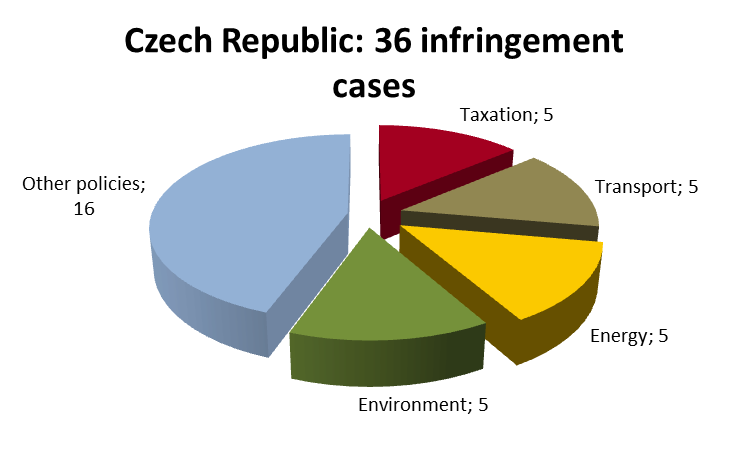 Czech Republic: 36 infringement
cases
Taxation; 5
Transport; 5
Energy; 5
Environment; 5
Other policies;
16